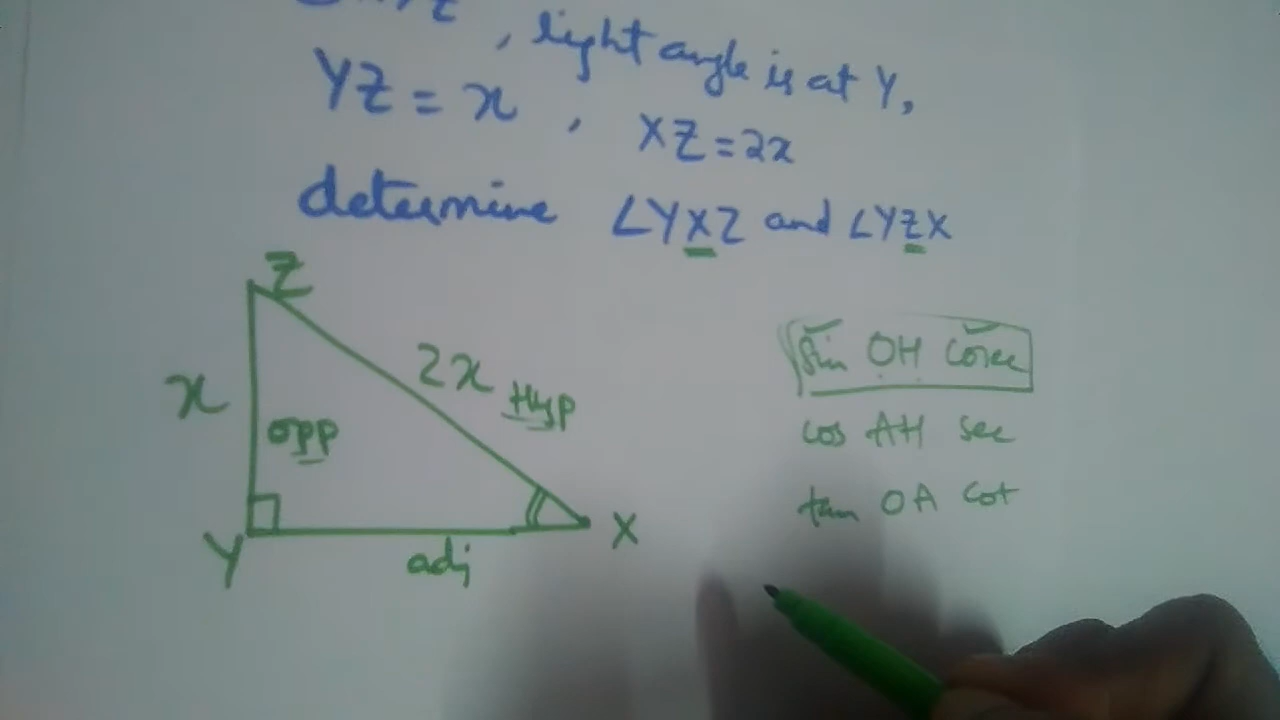 , right angle is at Y,
YZ = x , XZ = 2x
determine ∠YXZ and ∠YZX
Z
2x
x
Hyp
opp
Y
adj
X
Sin OH Cosec
cos AH sec
tan OA cot